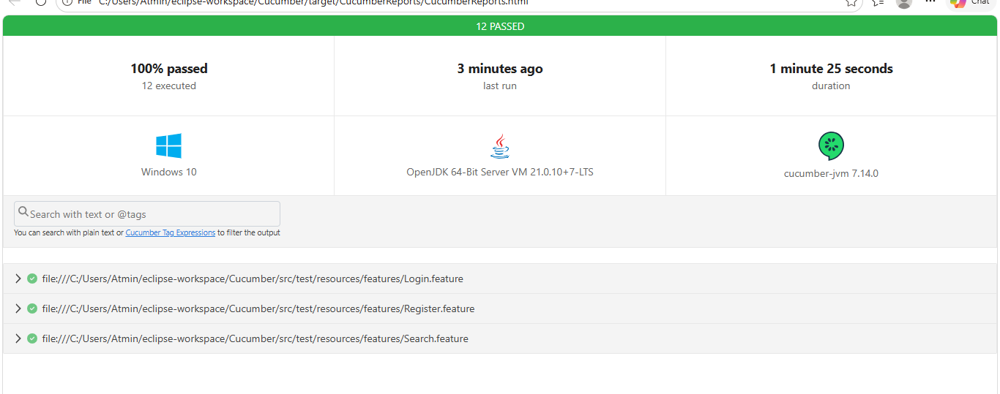 File C:/Users/Atmin/eclipse-workspace/Cucumber/target/CucumberReports/CucumberReports.html
Chat
12 PASSED
100% passed
12 executed
3 minutes ago
last run
1 minute 25 seconds
duration
Windows 10
OpenJDK 64-Bit Server VM 21.0.10+7-LTS
cucumber-jvm 7.14.0
Search with text or @tags
You can search with plain text or Cucumber Tag Expressions to filter the output
file:///C:/Users/Atmin/eclipse-workspace/Cucumber/src/test/resources/features/Login.feature
file:///C:/Users/Atmin/eclipse-workspace/Cucumber/src/test/resources/features/Register.feature
file:///C:/Users/Atmin/eclipse-workspace/Cucumber/src/test/resources/features/Search.feature